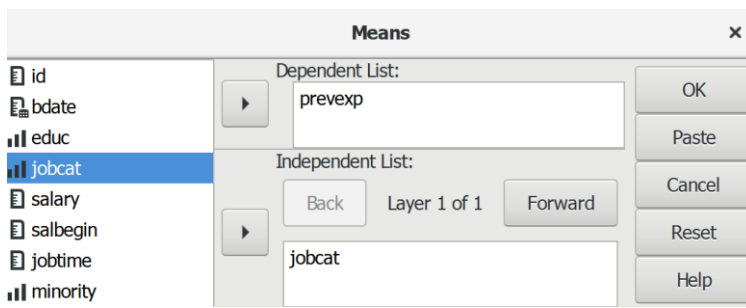 Means
id
bdate
educ
jobcat
salary
salbegin
jobtime
minority
Dependent List:
prevexp
Independent List:
Back Layer 1 of 1 Forward
jobcat
OK
Paste
Cancel
Reset
Help